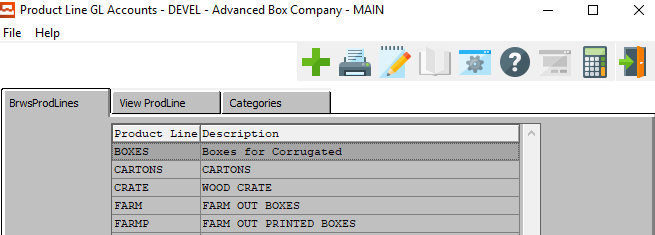 Product Line GL Accounts - DEVEL - Advanced Box Company - MAIN
File Help
?
BrwsProdLines View ProdLine Categories
Product Line Description
BOXES Boxes for Corrugated
CARTONS CARTONS
CRATE WOOD CRATE
FARM FARM OUT BOXES
FARMP FARM OUT PRINTED BOXES